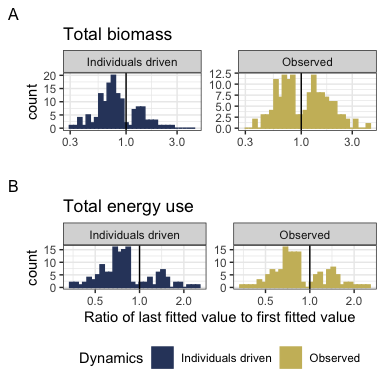 A
Total biomass
Individuals driven Observed
count
20
15
10
5
0
12.5
10.0
7.5
5.0
2.5
0.0
0.3 1.0 3.0 0.3 1.0 3.0
B
Total energy use
Individuals driven Observed
count
15
10
5
0
15
10
5
0
0.5 1.0 2.0 0.5 1.0 2.0
Ratio of last fitted value to first fitted value
Dynamics Individuals driven Observed